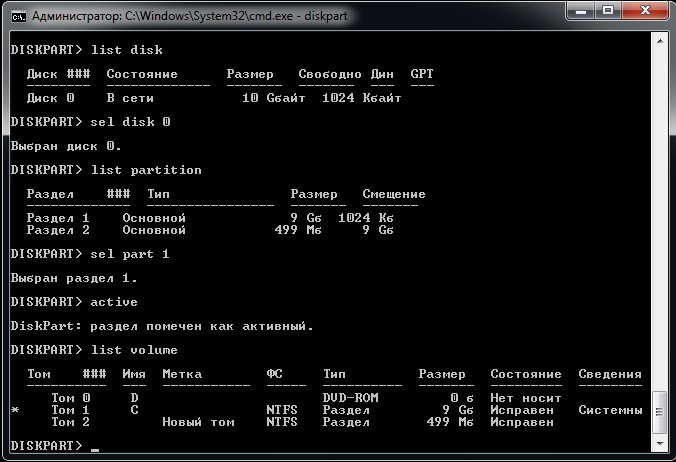 Администратор: C:\Windows\System32\cmd.exe - diskpart
DISKPART> list disk
Диск ### Состояние Размер Свободно Дин GPT
-------- ------------- ------- ------- --- ---
Диск 0 В сети 10 Gбайт 1024 Kбайт
DISKPART> sel disk 0
Выбран диск 0.
DISKPART> list partition
Раздел ### Тип Размер Смещение
------------- ---------------- ------- -------
Раздел 1 Основной 9 Gб 1024 Kб
Раздел 2 Основной 499 Mб 9 Gб
DISKPART> sel part 1
Выбран раздел 1.
DISKPART> active
DiskPart: раздел помечен как активный.
DISKPART> list volume
Том ### Имя Метка ФС Тип Размер Состояние Сведения
---------- --- ----------- ----- ---------- ------- --------- --------
Том 0 D DVD-ROM 0 б Нет носит
* Том 1 C NTFS Раздел 9 Gб Исправен Системны
Том 2 Новый том NTFS Раздел 499 Mб Исправен
DISKPART> _